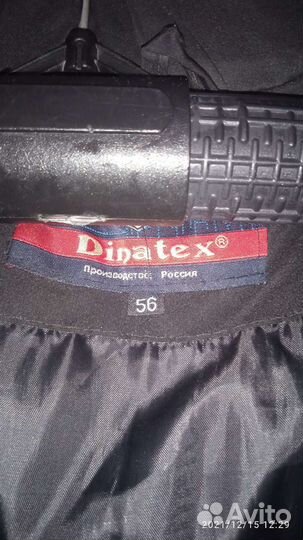 Dinatex®
Производство: Россия
56
2021/12/15 12:29
Avito